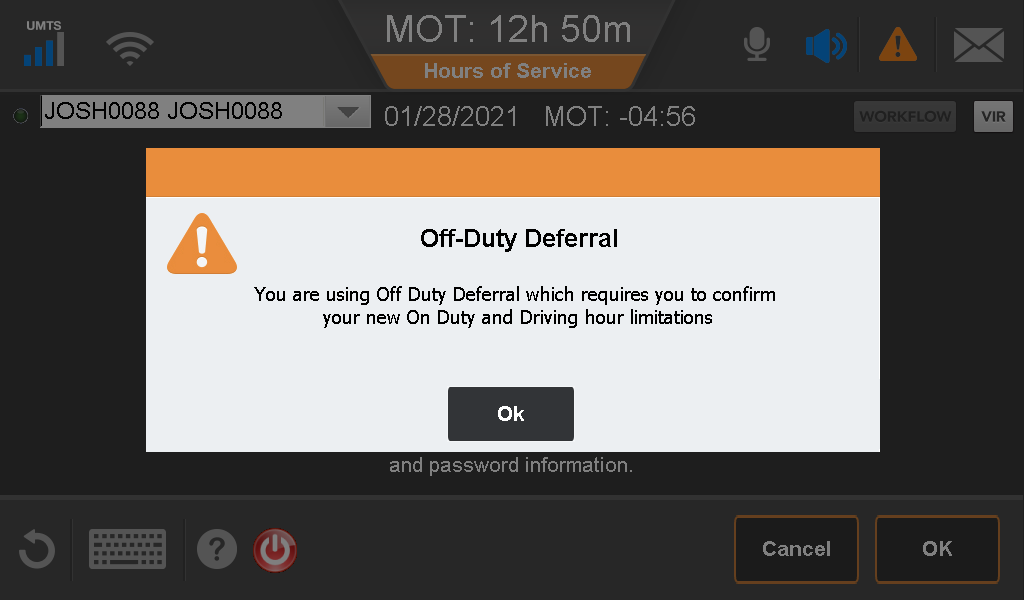 UMTS
MOT: 12h 50m
Hours of Service
JOSH0088 JOSH0088
01/28/2021 MOT: -04:56
WORKFLOW
VIR
Off-Duty Deferral
You are using Off Duty Deferral which requires you to confirm
your new On Duty and Driving hour limitations
Ok
and password information.
?
Cancel
OK